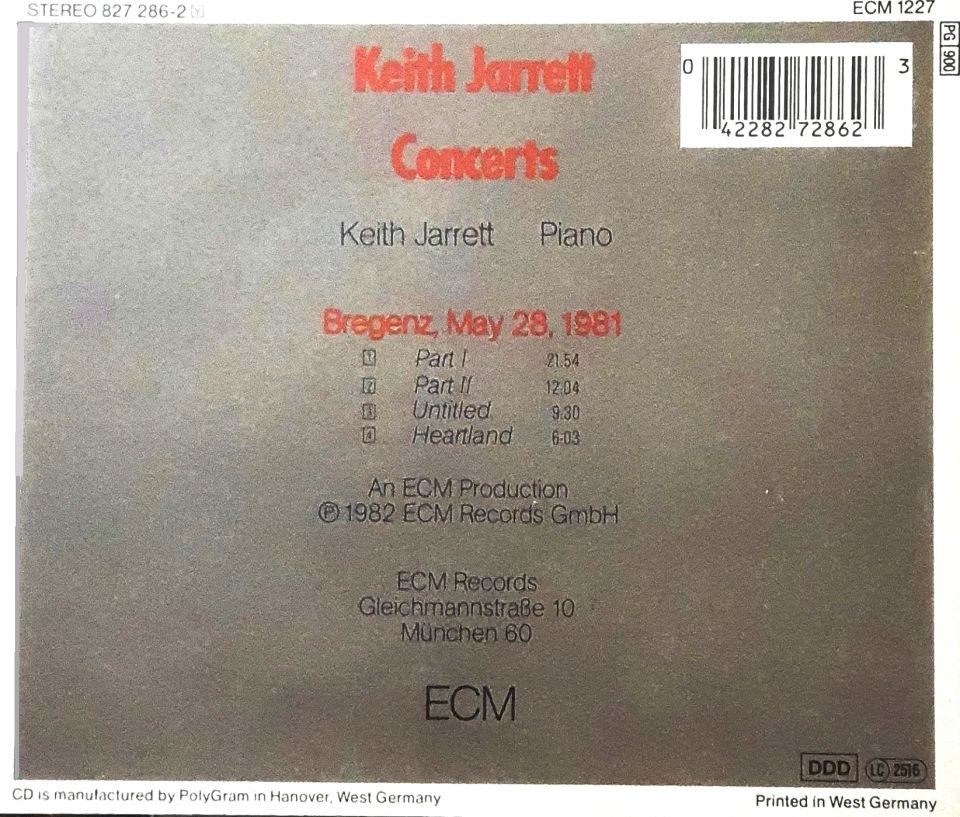 STEREO 827 286-2 Y
ECM 1227
PG 900
Keith Jarrett
0 42282 72862 3
Concerts
Keith Jarrett Piano
Bregenz, May 28, 1981
1 Part I 21.54
2 Part II 12.04
3 Untitled 9.30
4 Heartland 6.03
An ECM Production
℗ 1982 ECM Records GmbH
ECM Records
Gleichmannstraße 10
München 60
ECM
DDD LC 2516
CD is manufactured by PolyGram in Hanover, West Germany
Printed in West Germany